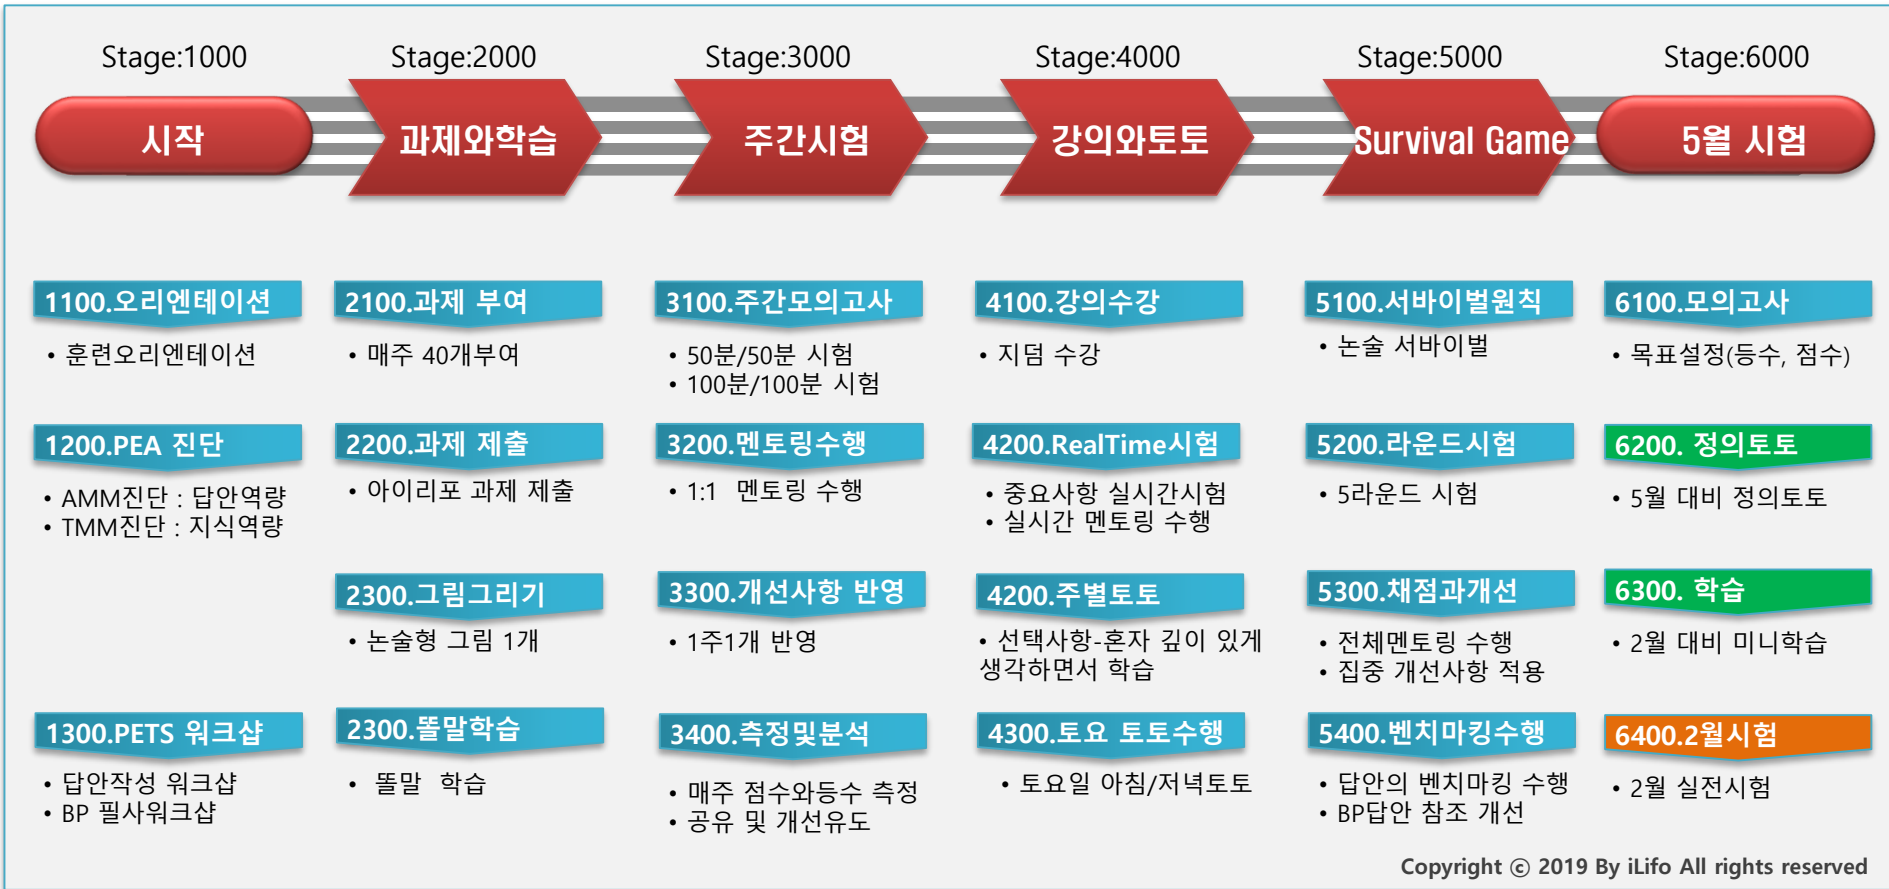 Stage:1000
Stage:2000
Stage:3000
Stage:4000
Stage:5000
Stage:6000
시작
과제와학습
주간시험
강의와토토
Survival Game
5월 시험
1100.오리엔테이션
• 훈련오리엔테이션
1200.PEA 진단
• AMM진단 : 답안역량
• TMM진단 : 지식역량
1300.PETS 워크샵
• 답안작성 워크샵
• BP 필사워크샵
2100.과제 부여
• 매주 40개부여
2200.과제 제출
• 아이리포 과제 제출
2300.그림그리기
• 논술형 그림 1개
2300.똘말학습
• 똘말 학습
3100.주간모의고사
• 50분/50분 시험
• 100분/100분 시험
3200.멘토링수행
• 1:1 멘토링 수행
3300.개선사항 반영
• 1주1개 반영
3400.측정및분석
• 매주 점수와등수 측정
• 공유 및 개선유도
4100.강의수강
• 지덤 수강
4200.RealTime시험
• 중요사항 실시간시험
• 실시간 멘토링 수행
4200.주별토토
• 선택사항-혼자 깊이 있게
생각하면서 학습
4300.토요 토토수행
• 토요일 아침/저녁토토
5100.서바이벌원칙
• 논술 서바이벌
5200.라운드시험
• 5라운드 시험
5300.채점과개선
• 전체멘토링 수행
• 집중 개선사항 적용
5400.벤치마킹수행
• 답안의 벤치마킹 수행
• BP답안 참조 개선
6100.모의고사
• 목표설정(등수, 점수)
6200. 정의토토
• 5월 대비 정의토토
6300. 학습
• 2월 대비 미니학습
6400.2월시험
• 2월 실전시험
Copyright ⓒ 2019 By iLifo All rights reserved